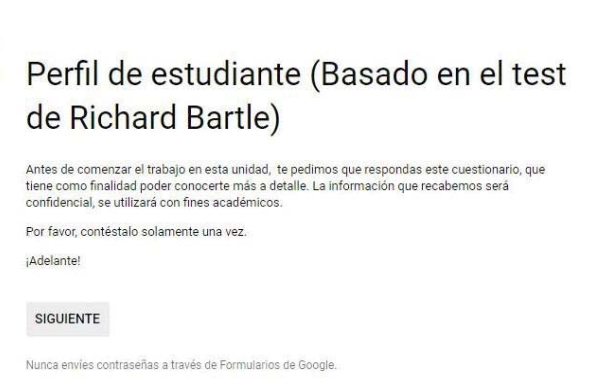 Perfil de estudiante (Basado en el test
de Richard Bartle)
Antes de comenzar el trabajo en esta unidad, te pedimos que respondas este cuestionario, que
tiene como finalidad poder conocerte más a detalle. La información que recabemos será
confidencial, se utilizará con fines académicos.
Por favor, contéstalo solamente una vez.
¡Adelante!
SIGUIENTE
Nunca envíes contraseñas a través de Formularios de Google.